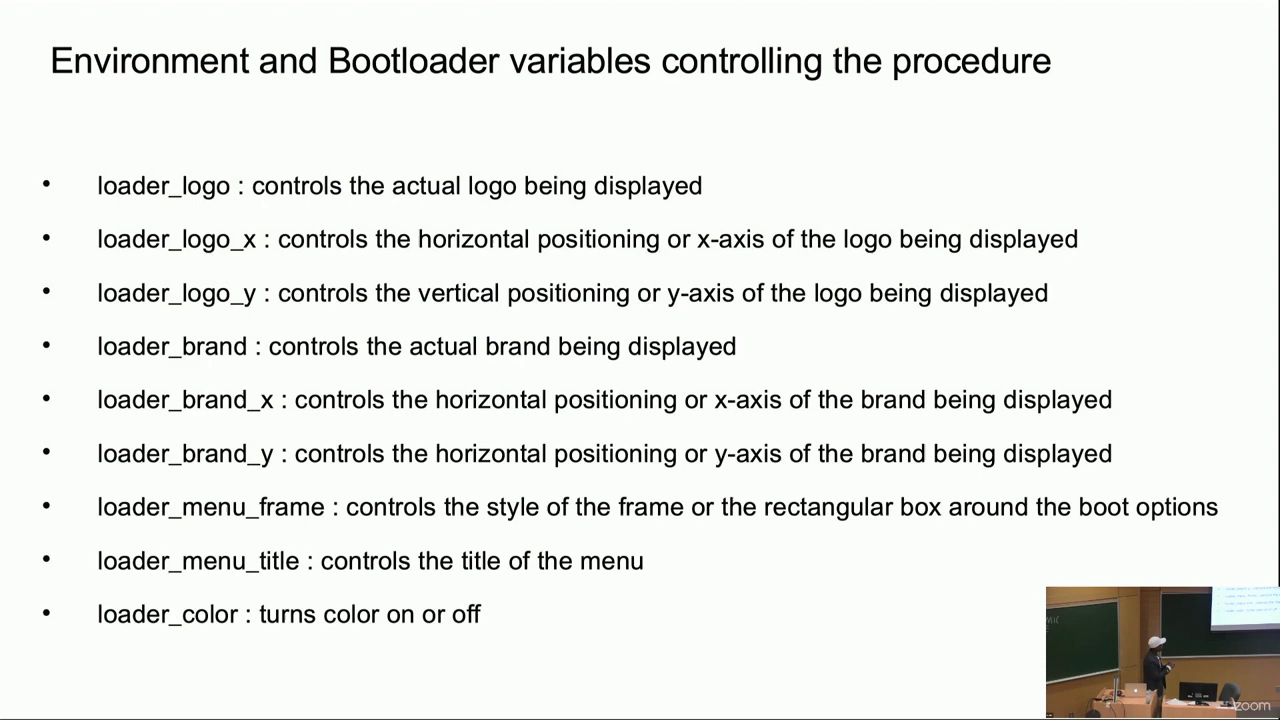 Environment and Bootloader variables controlling the procedure
• loader_logo : controls the actual logo being displayed
• loader_logo_x : controls the horizontal positioning or x-axis of the logo being displayed
• loader_logo_y : controls the vertical positioning or y-axis of the logo being displayed
• loader_brand : controls the actual brand being displayed
• loader_brand_x : controls the horizontal positioning or x-axis of the brand being displayed
• loader_brand_y : controls the horizontal positioning or y-axis of the brand being displayed
• loader_menu_frame : controls the style of the frame or the rectangular box around the boot options
• loader_menu_title : controls the title of the menu
• loader_color : turns color on or off
zoom